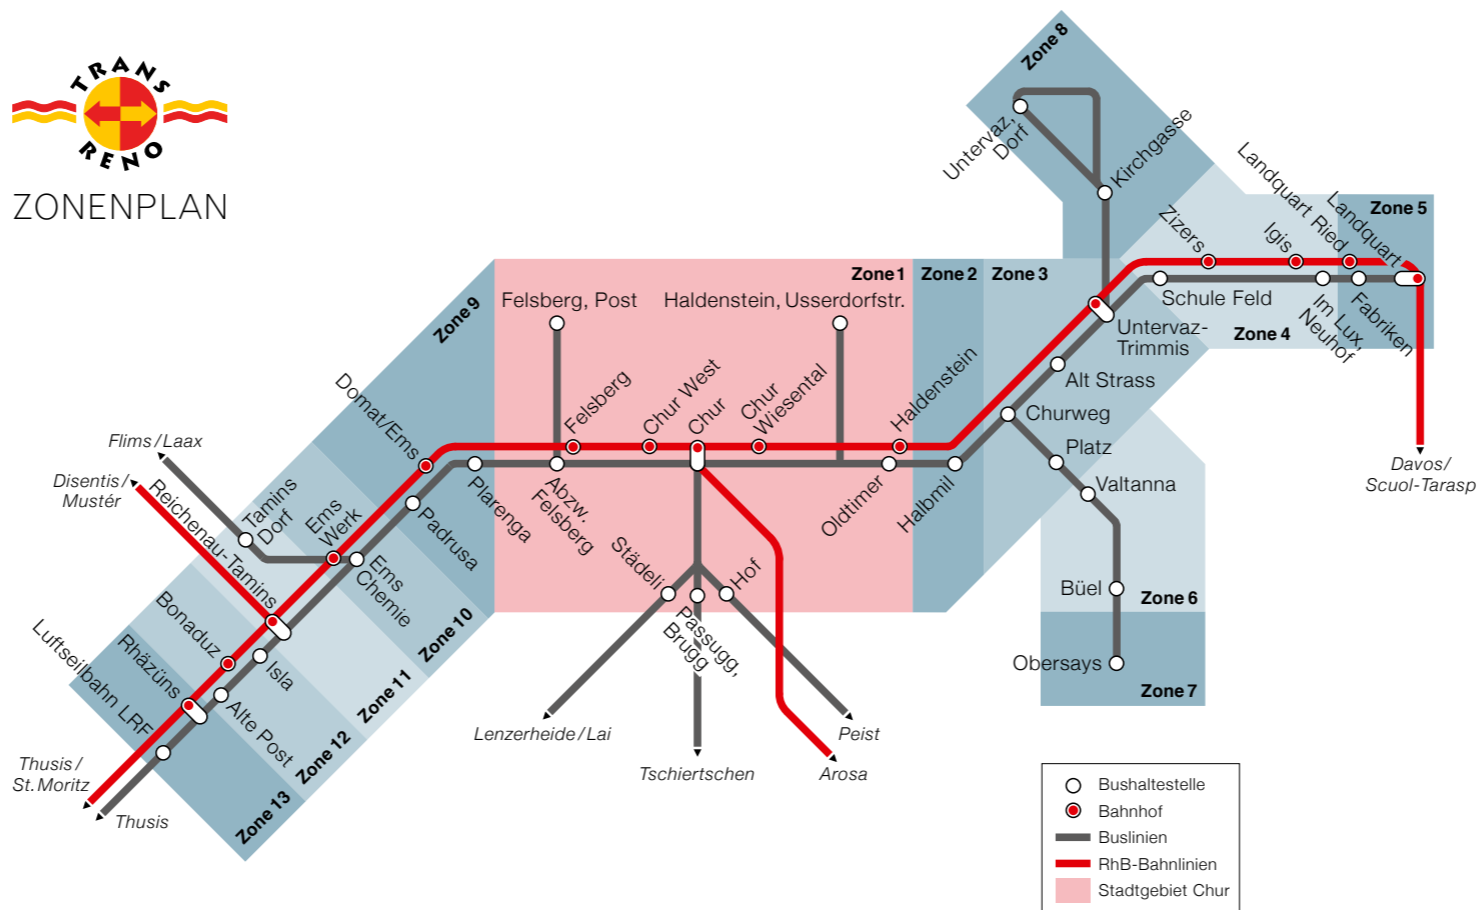 TRANS
RENO
ZONENPLAN
Zone 8
Untervaz,
Dorf
Kirchgasse
Zizers
Igis
Landquart Ried
Landquart
Zone 5
Schule Feld
Im Lux,
Neuhof
Fabriken
Zone 4
Davos/
Scuol-Tarasp
Zone 1
Zone 2
Zone 3
Untervaz-
Trimmis
Alt Strass
Churweg
Platz
Valtanna
Büel
Zone 6
Obersays
Zone 7
Zone 9
Felsberg, Post
Haldenstein, Usserdorfstr.
Domat/Ems
Felsberg
Chur West
Chur
Chur
Wiesental
Haldenstein
Plarenga
Abzw.
Felsberg
Oldtimer
Halbmil
Städeli
Passugg,
Brugg
Hof
Lenzerheide/Lai
Tschiertschen
Peist
Arosa
Flims/Laax
Disentis/
Mustér
Reichenau-Tamins
Tamins
Dorf
Ems
Werk
Padrusa
Ems
Chemie
Zone 10
Bonaduz
Isla
Zone 11
Rhäzüns
Alte Post
Zone 12
Luftseilbahn LRF
Zone 13
Thusis/
St. Moritz
Thusis
Bushaltestelle
Bahnhof
Buslinien
RhB-Bahnlinien
Stadtgebiet Chur